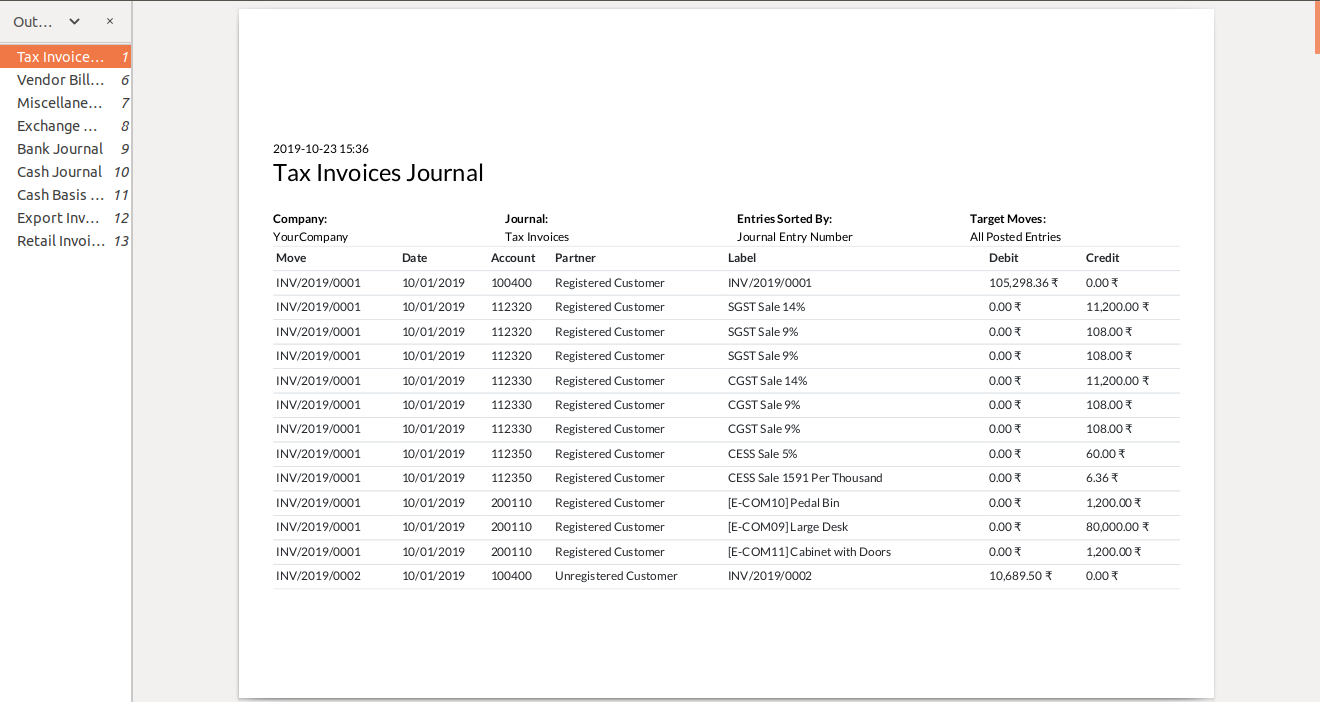 Out...
Tax Invoice... 1
Vendor Bill... 6
Miscellane... 7
Exchange ... 8
Bank Journal 9
Cash Journal 10
Cash Basis ... 11
Export Inv... 12
Retail Invoi... 13
2019-10-23 15:36
Tax Invoices Journal
Company: Journal: Entries Sorted By: Target Moves:
YourCompany Tax Invoices Journal Entry Number All Posted Entries
Move Date Account Partner Label Debit Credit
INV/2019/0001 10/01/2019 100400 Registered Customer INV/2019/0001 105,298.36 ₹ 0.00 ₹
INV/2019/0001 10/01/2019 112320 Registered Customer SGST Sale 14% 0.00 ₹ 11,200.00 ₹
INV/2019/0001 10/01/2019 112320 Registered Customer SGST Sale 9% 0.00 ₹ 108.00 ₹
INV/2019/0001 10/01/2019 112320 Registered Customer SGST Sale 9% 0.00 ₹ 108.00 ₹
INV/2019/0001 10/01/2019 112330 Registered Customer CGST Sale 14% 0.00 ₹ 11,200.00 ₹
INV/2019/0001 10/01/2019 112330 Registered Customer CGST Sale 9% 0.00 ₹ 108.00 ₹
INV/2019/0001 10/01/2019 112330 Registered Customer CGST Sale 9% 0.00 ₹ 108.00 ₹
INV/2019/0001 10/01/2019 112350 Registered Customer CESS Sale 5% 0.00 ₹ 60.00 ₹
INV/2019/0001 10/01/2019 112350 Registered Customer CESS Sale 1591 Per Thousand 0.00 ₹ 6.36 ₹
INV/2019/0001 10/01/2019 200110 Registered Customer [E-COM10] Pedal Bin 0.00 ₹ 1,200.00 ₹
INV/2019/0001 10/01/2019 200110 Registered Customer [E-COM09] Large Desk 0.00 ₹ 80,000.00 ₹
INV/2019/0001 10/01/2019 200110 Registered Customer [E-COM11] Cabinet with Doors 0.00 ₹ 1,200.00 ₹
INV/2019/0002 10/01/2019 100400 Unregistered Customer INV/2019/0002 10,689.50 ₹ 0.00 ₹